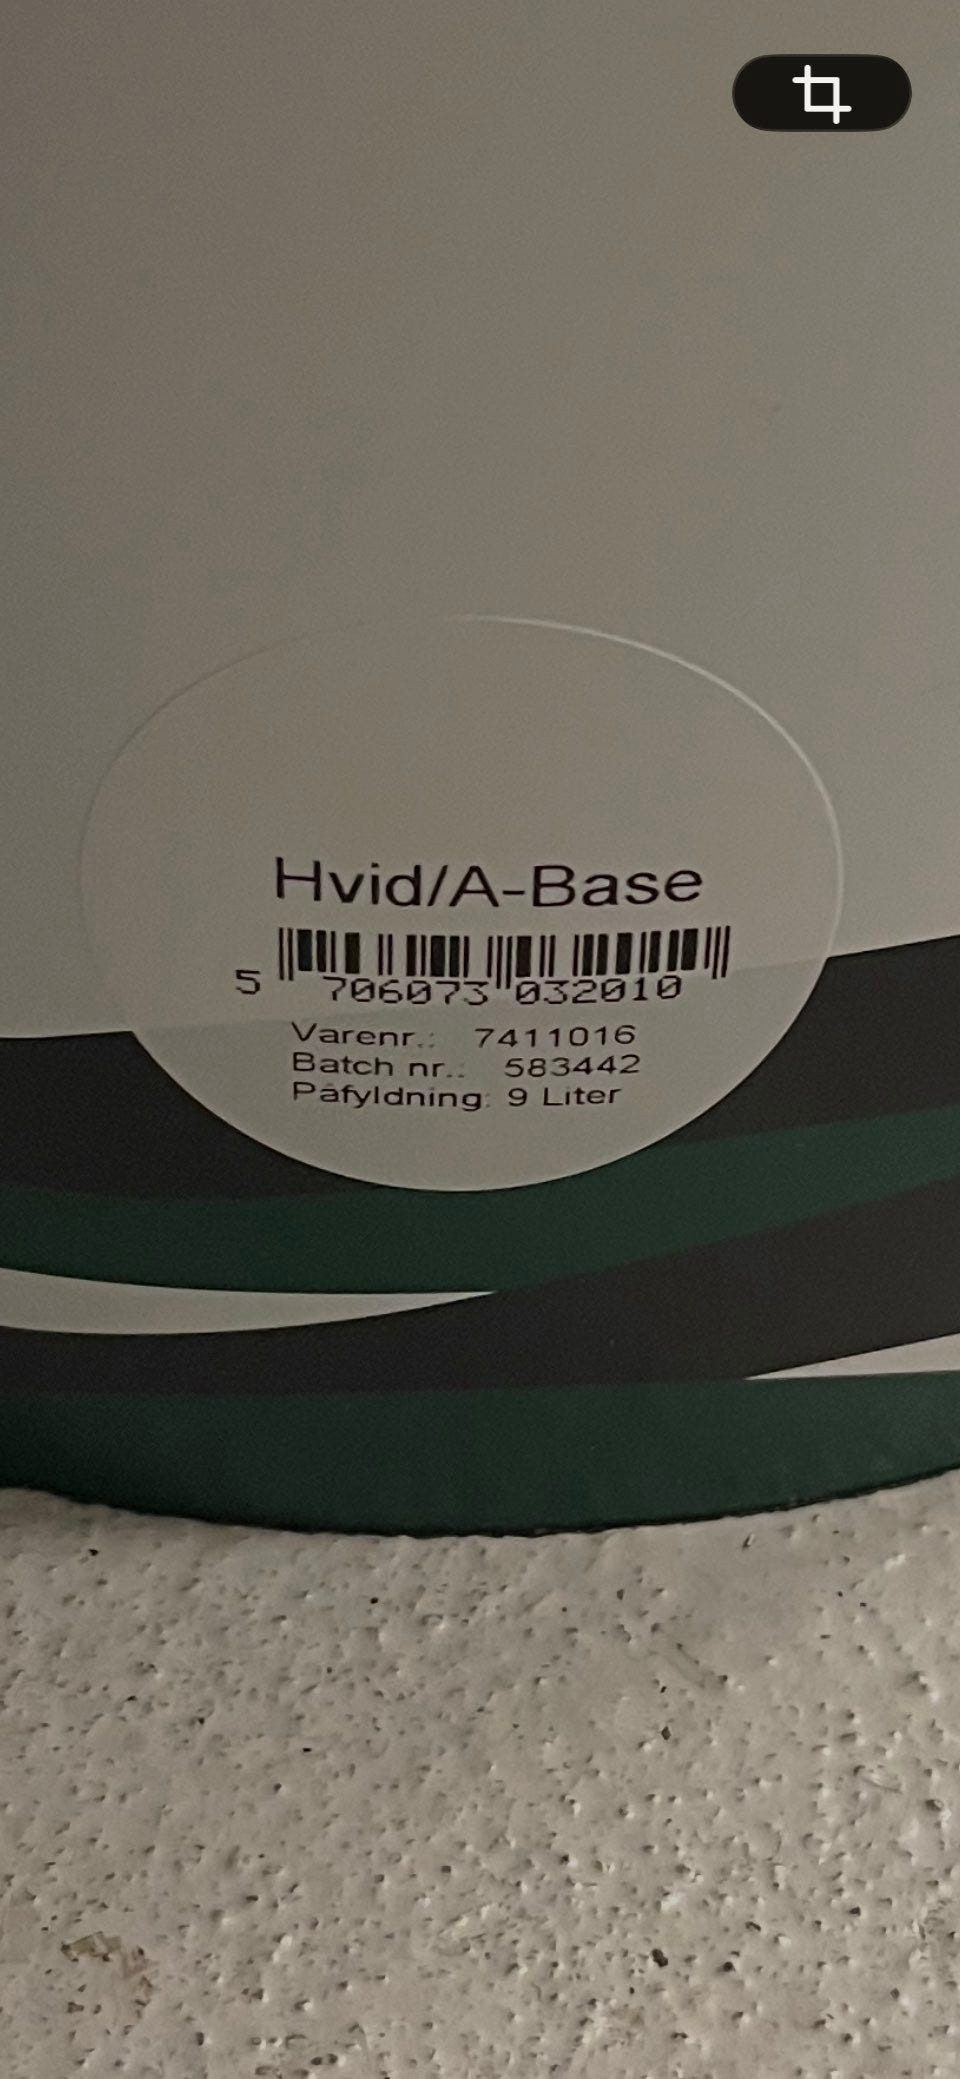 Hvid/A-Base
5 706073 032010
Varenr.: 7411016
Batch nr.: 583442
Påfyldning: 9 Liter